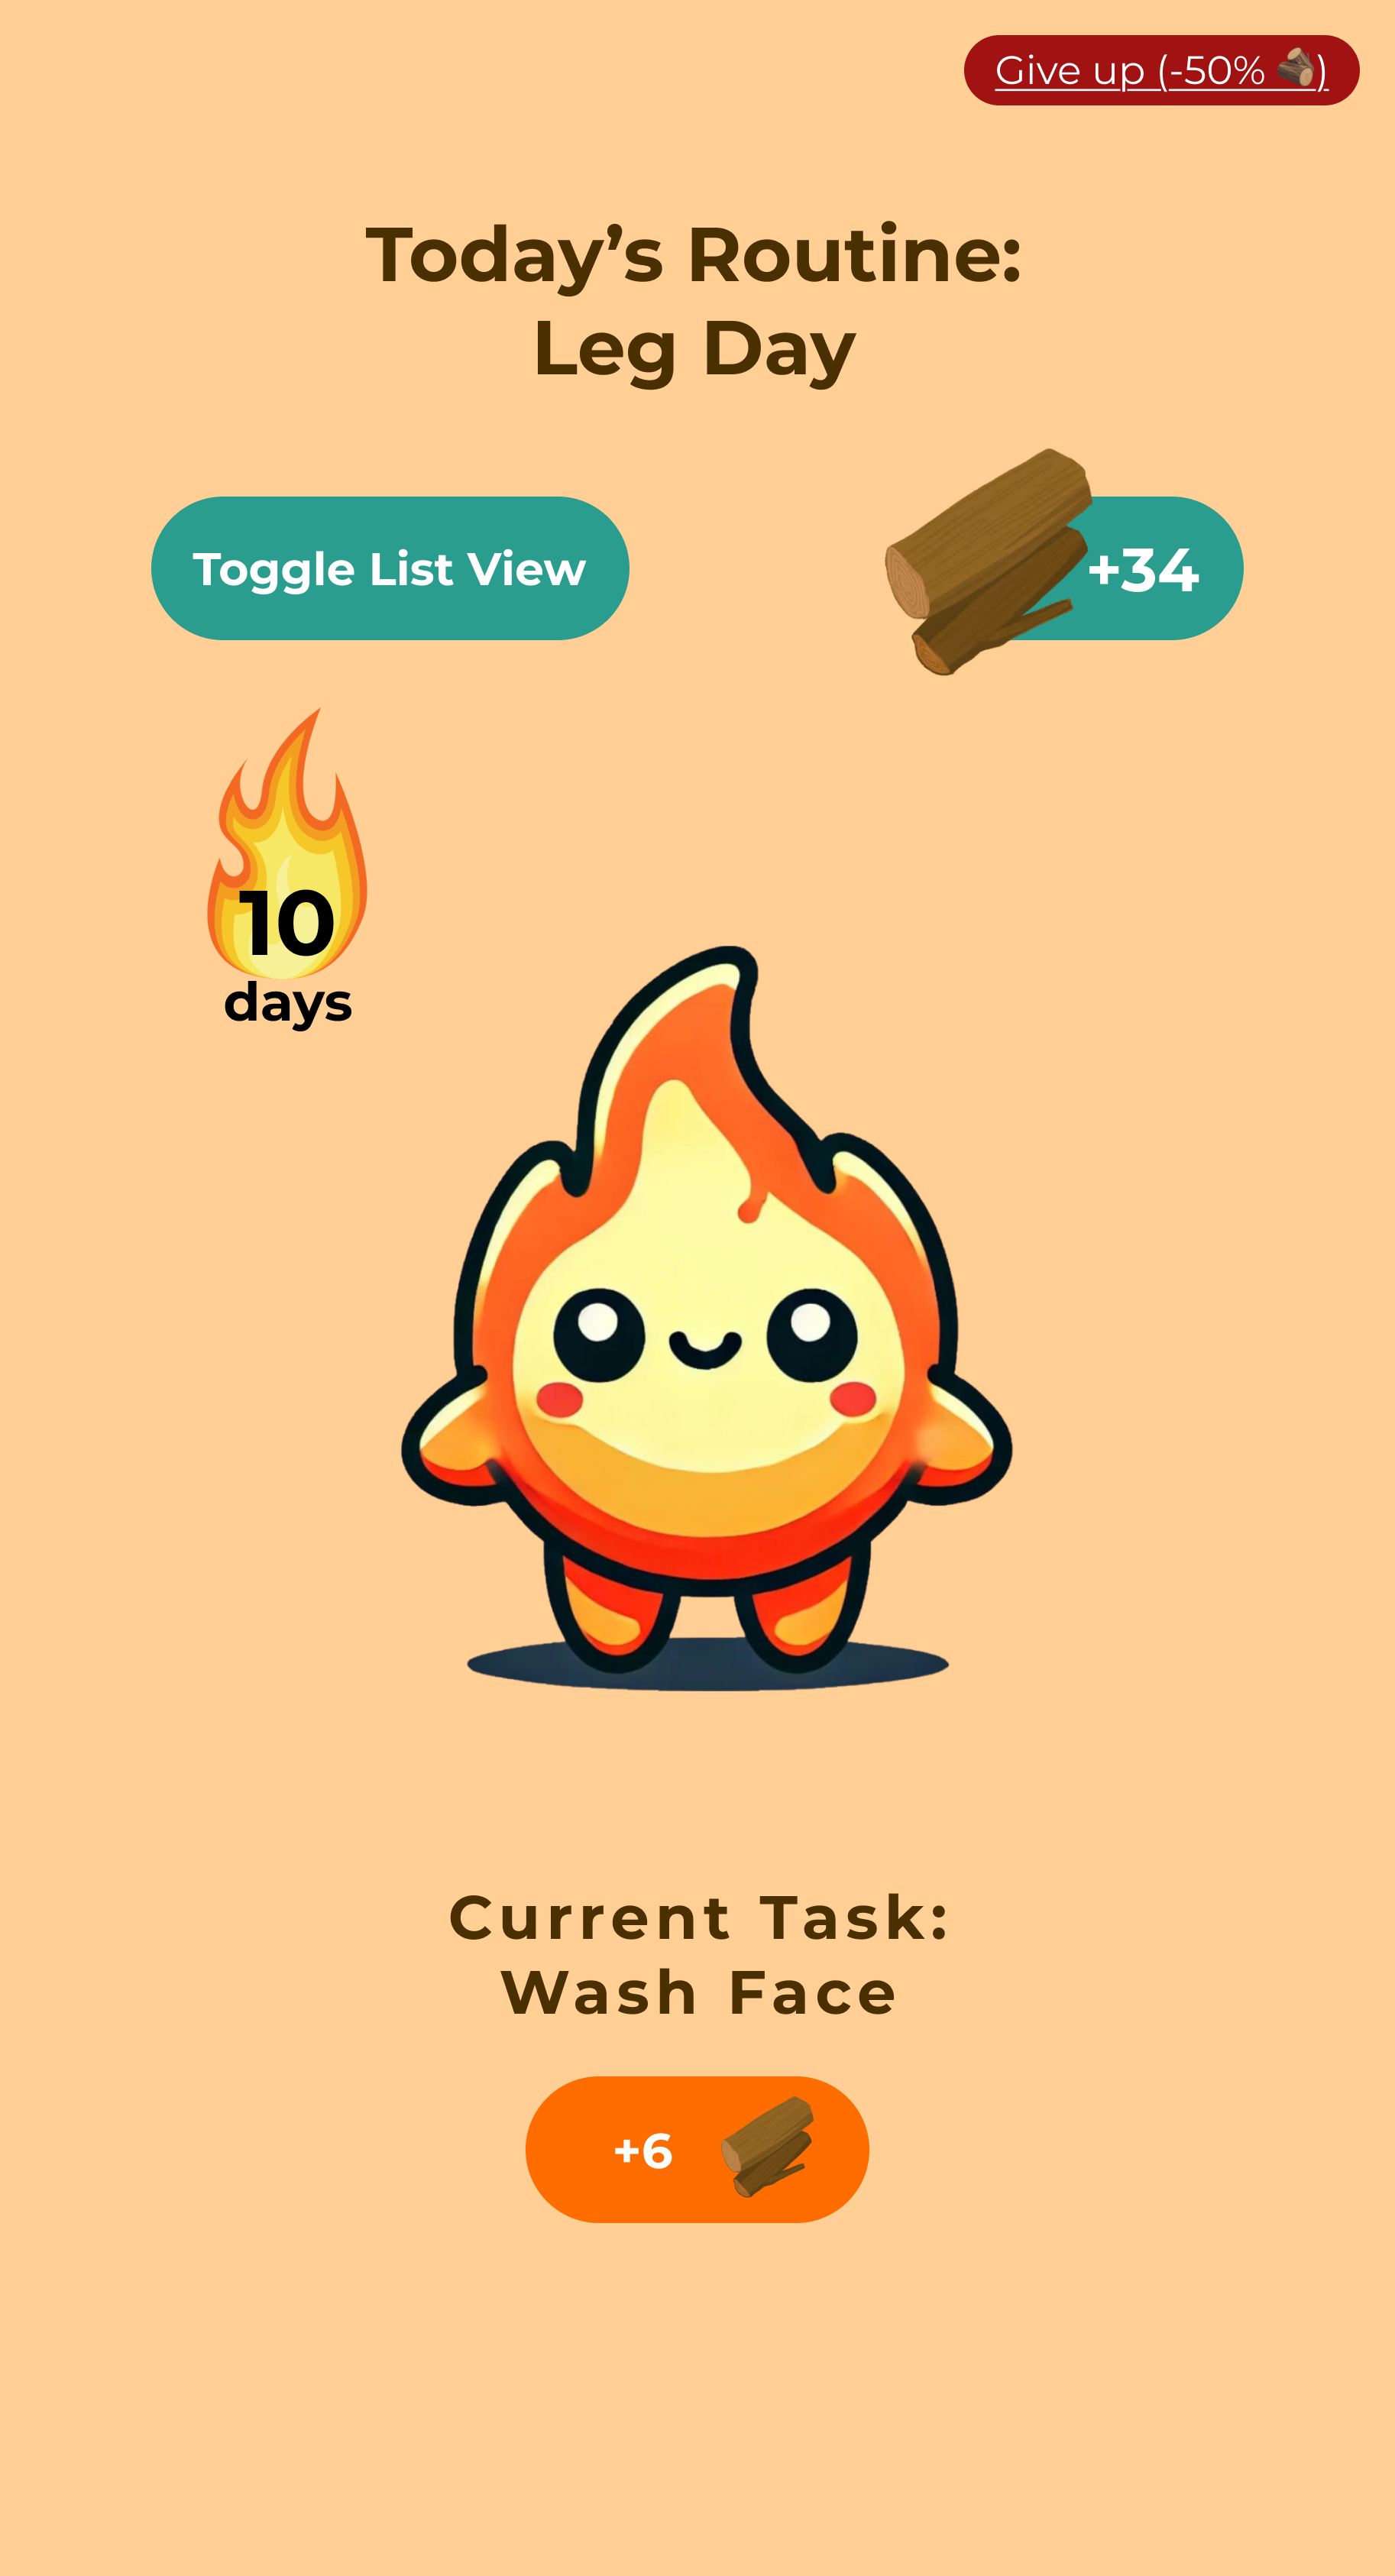 Give up (-50% )
Today’s Routine:
Leg Day
Toggle List View
+34
10
days
Current Task:
Wash Face
+6